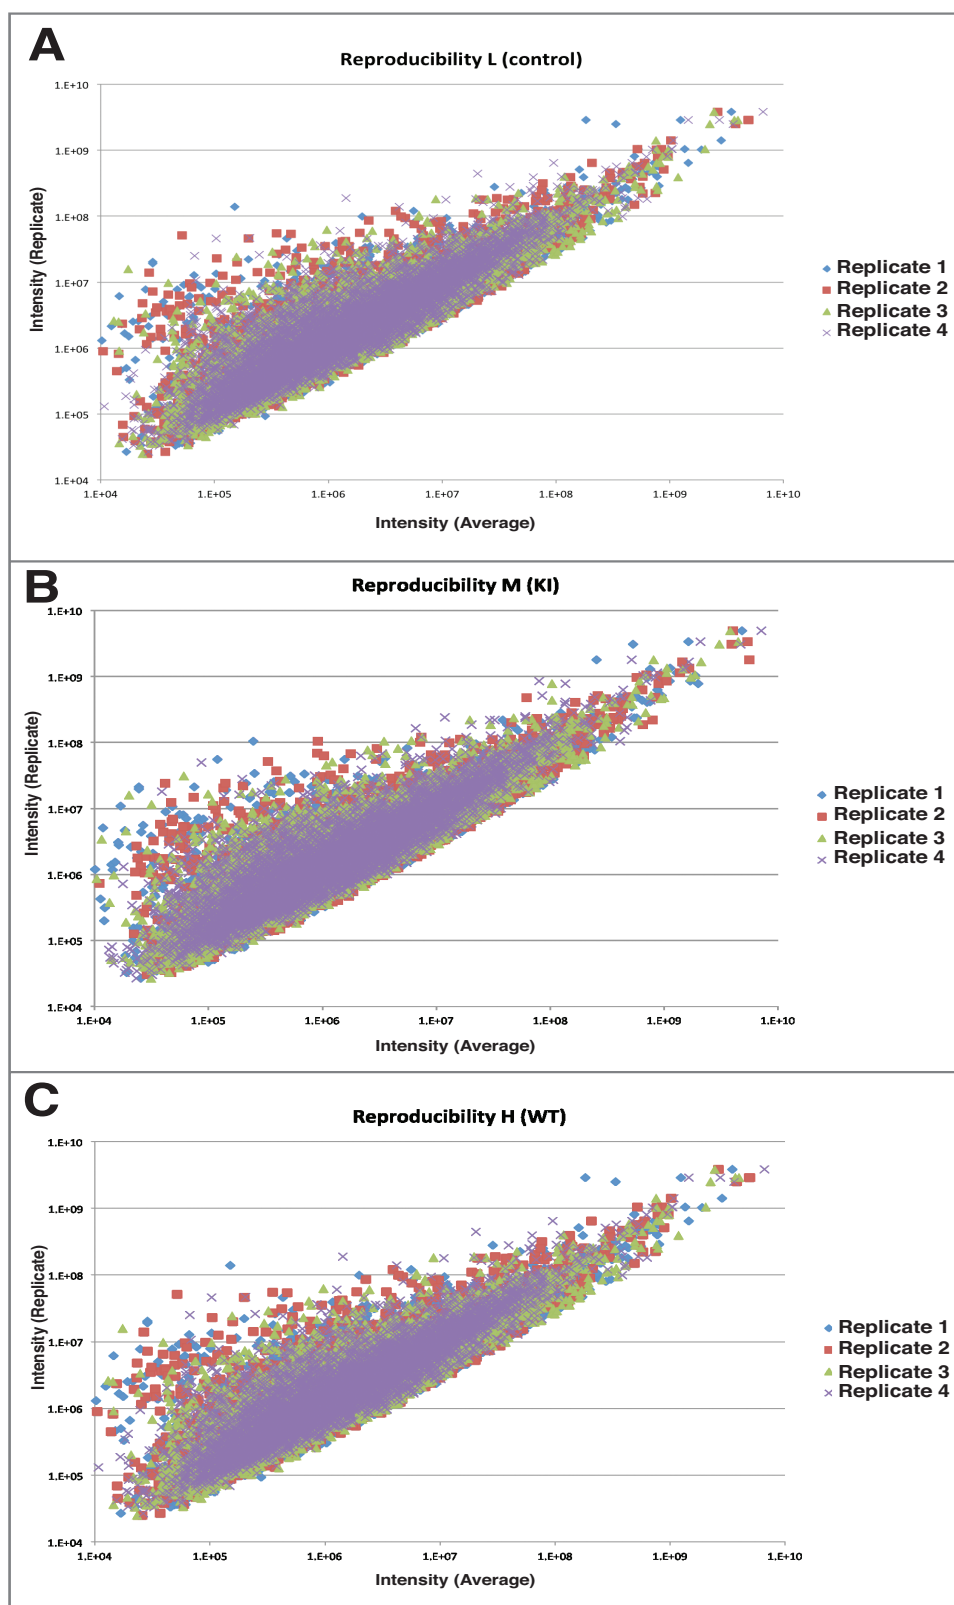 A
Reproducibility L (control)
1.E+10
1.E+09
1.E+08
1.E+07
1.E+06
1.E+05
1.E+04
Intensity (Replicate)
1.E+04 1.E+05 1.E+06 1.E+07 1.E+08 1.E+09 1.E+10
Intensity (Average)
Replicate 1
Replicate 2
Replicate 3
Replicate 4
B
Reproducibility M (KI)
1.E+10
1.E+09
1.E+08
1.E+07
1.E+06
1.E+05
1.E+04
Intensity (Replicate)
1.E+04 1.E+05 1.E+06 1.E+07 1.E+08 1.E+09 1.E+10
Intensity (Average)
Replicate 1
Replicate 2
Replicate 3
Replicate 4
C
Reproducibility H (WT)
1.E+10
1.E+09
1.E+08
1.E+07
1.E+06
1.E+05
1.E+04
Intensity (Replicate)
1.E+04 1.E+05 1.E+06 1.E+07 1.E+08 1.E+09 1.E+10
Intensity (Average)
Replicate 1
Replicate 2
Replicate 3
Replicate 4